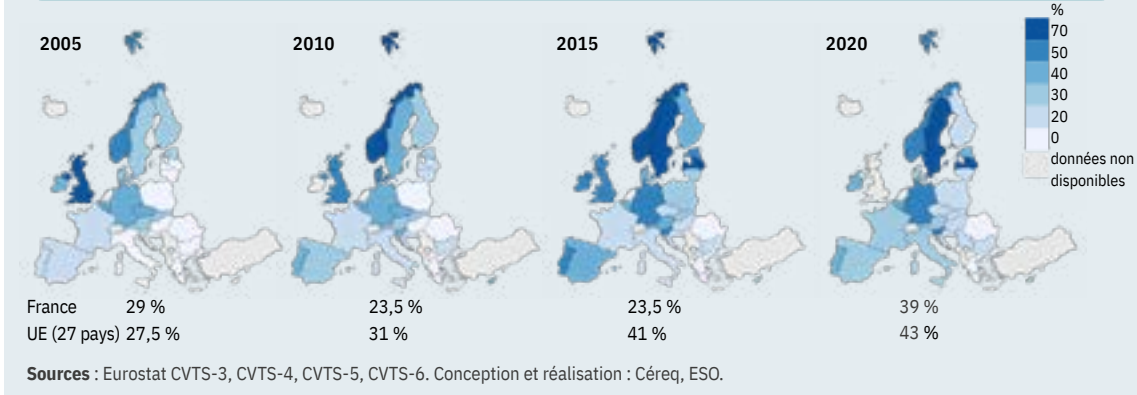 %
2005 2010 2015 2020
70
50
40
30
20
0
données non
disponibles
France 29 % 23,5 % 23,5 % 39 %
UE (27 pays) 27,5 % 31 % 41 % 43 %
Sources : Eurostat CVTS-3, CVTS-4, CVTS-5, CVTS-6. Conception et réalisation : Céreq, ESO.